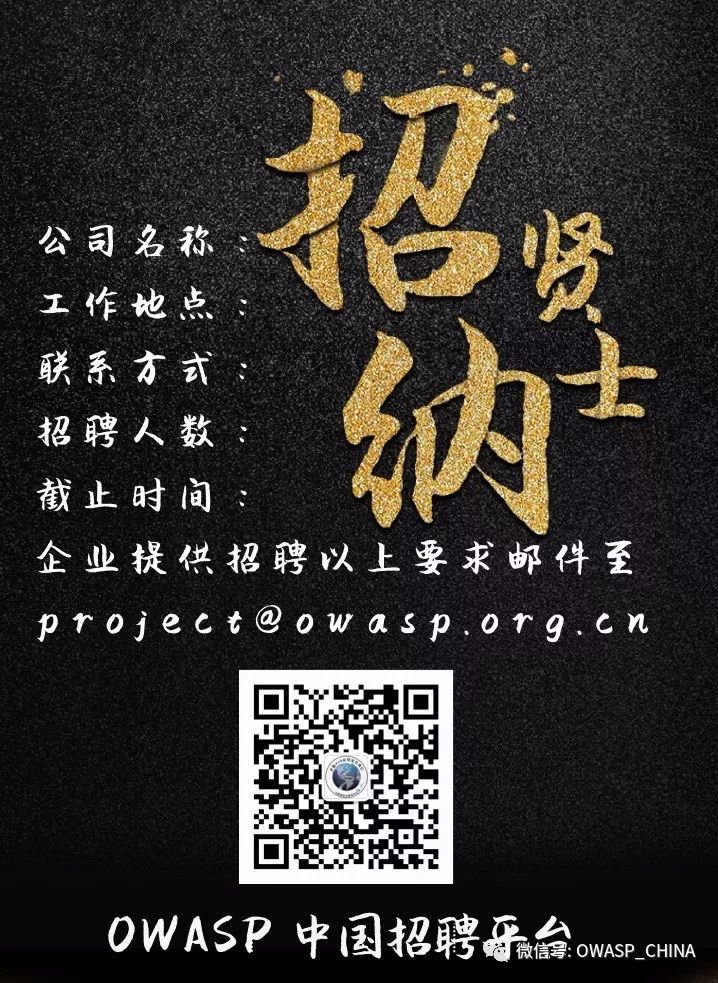 招贤
纳士
公司名称：
工作地点：
联系方式：
招聘人数：
截止时间：
企业提供招聘以上要求邮件至
project@owasp.org.cn
OWASP 中国招聘平台
微信号: OWASP_CHINA